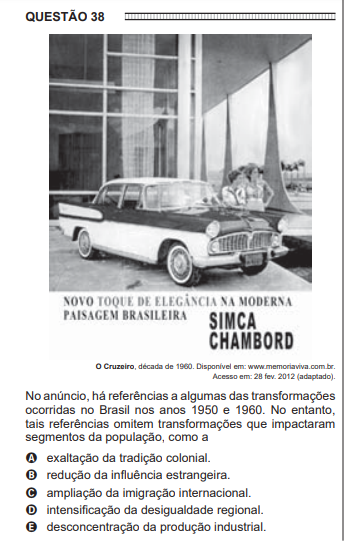 QUESTÃO 38
NOVO TOQUE DE ELEGÂNCIA NA MODERNA
PAISAGEM BRASILEIRA
SIMCA
CHAMBORD
O Cruzeiro, década de 1960. Disponível em: www.memoriaviva.com.br.
Acesso em: 28 fev. 2012 (adaptado).
No anúncio, há referências a algumas das transformações
ocorridas no Brasil nos anos 1950 e 1960. No entanto,
tais referências omitem transformações que impactaram
segmentos da população, como a
A exaltação da tradição colonial.
B redução da influência estrangeira.
C ampliação da imigração internacional.
D intensificação da desigualdade regional.
E desconcentração da produção industrial.